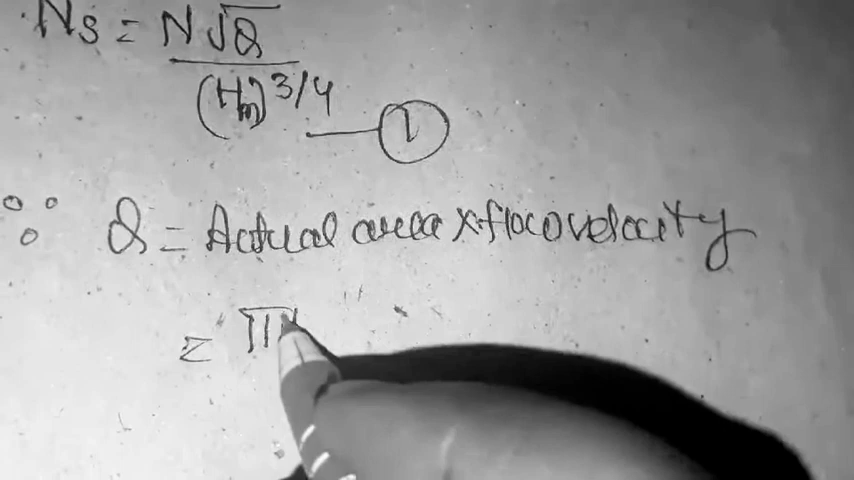 Ns = N√Q / (Hm)^3/4 — ①
∵ Q = Actual area × flow velocity
= π